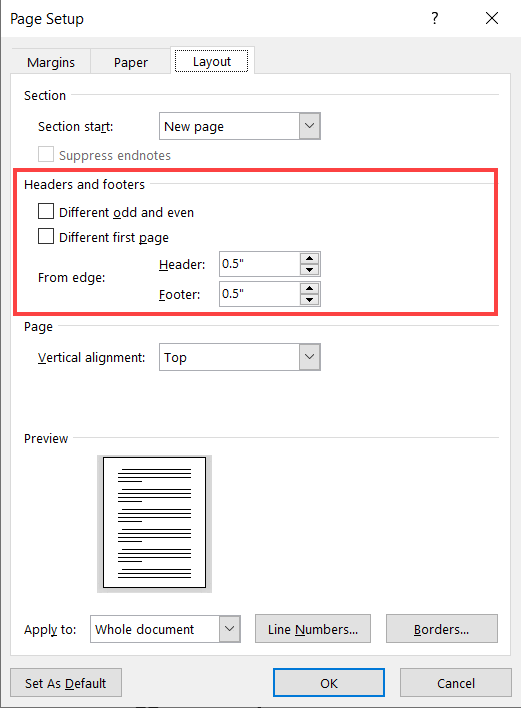 Page Setup ?
Margins Paper Layout
Section
Section start: New page
Suppress endnotes
Headers and footers
Different odd and even
Different first page
From edge:
Header: 0.5"
Footer: 0.5"
Page
Vertical alignment: Top
Preview
Apply to: Whole document Line Numbers... Borders...
Set As Default OK Cancel